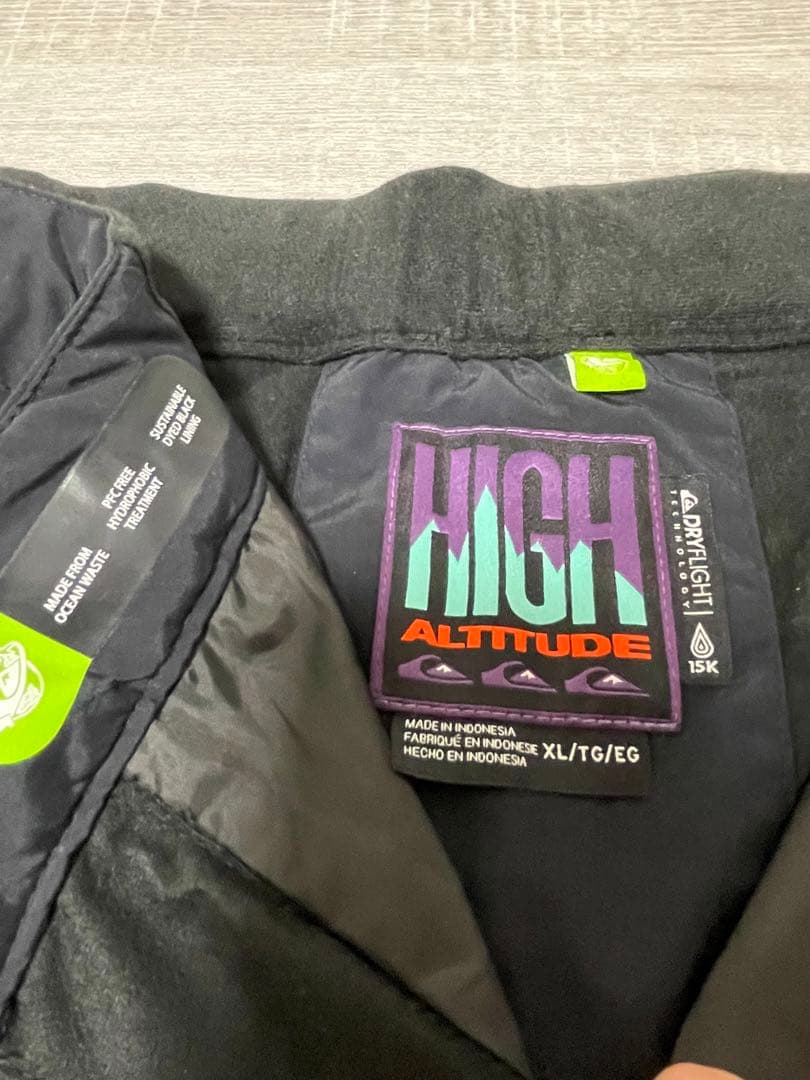 SUSTAINABLE
DYED BLACK
LINING
PFC FREE
HYDROPHOBIC
TREATMENT
MADE FROM
OCEAN WASTE
HIGH
ALTITUDE
DRYFLIGHT
TECHNOLOGY
15K
MADE IN INDONESIA
FABRIQUÉ EN INDONESIE XL/TG/EG
HECHO EN INDONESIA